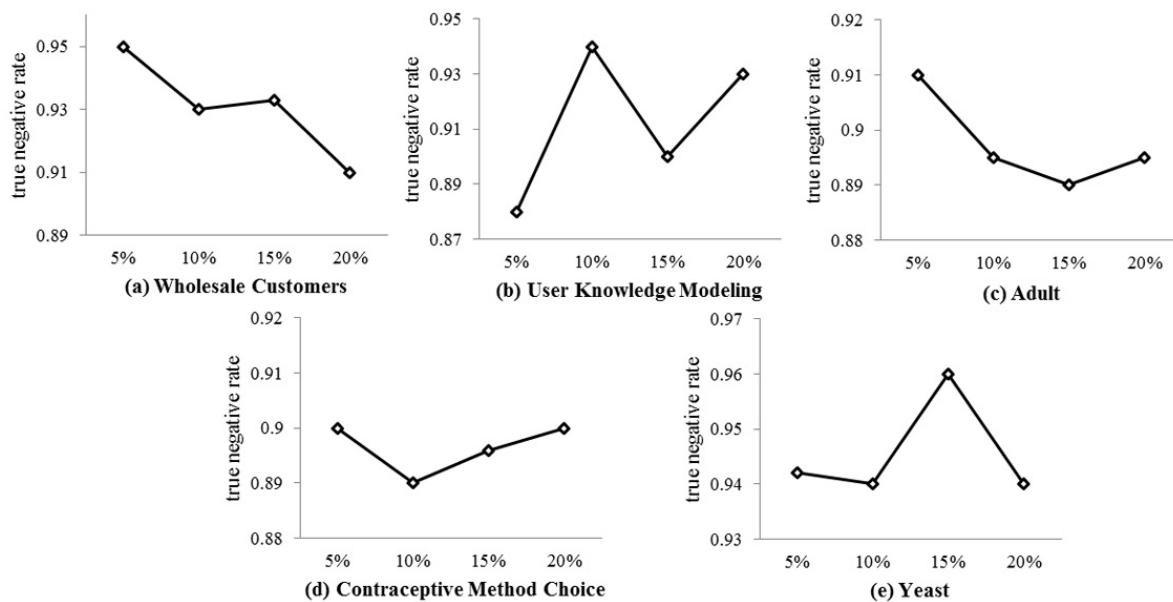 true negative rate
0.95
0.93
0.91
0.89
5% 10% 15% 20%
(a) Wholesale Customers
true negative rate
0.95
0.93
0.91
0.89
0.87
5% 10% 15% 20%
(b) User Knowledge Modeling
true negative rate
0.92
0.91
0.9
0.89
0.88
5% 10% 15% 20%
(c) Adult
true negative rate
0.92
0.91
0.9
0.89
0.88
5% 10% 15% 20%
(d) Contraceptive Method Choice
true negative rate
0.97
0.96
0.95
0.94
0.93
5% 10% 15% 20%
(e) Yeast